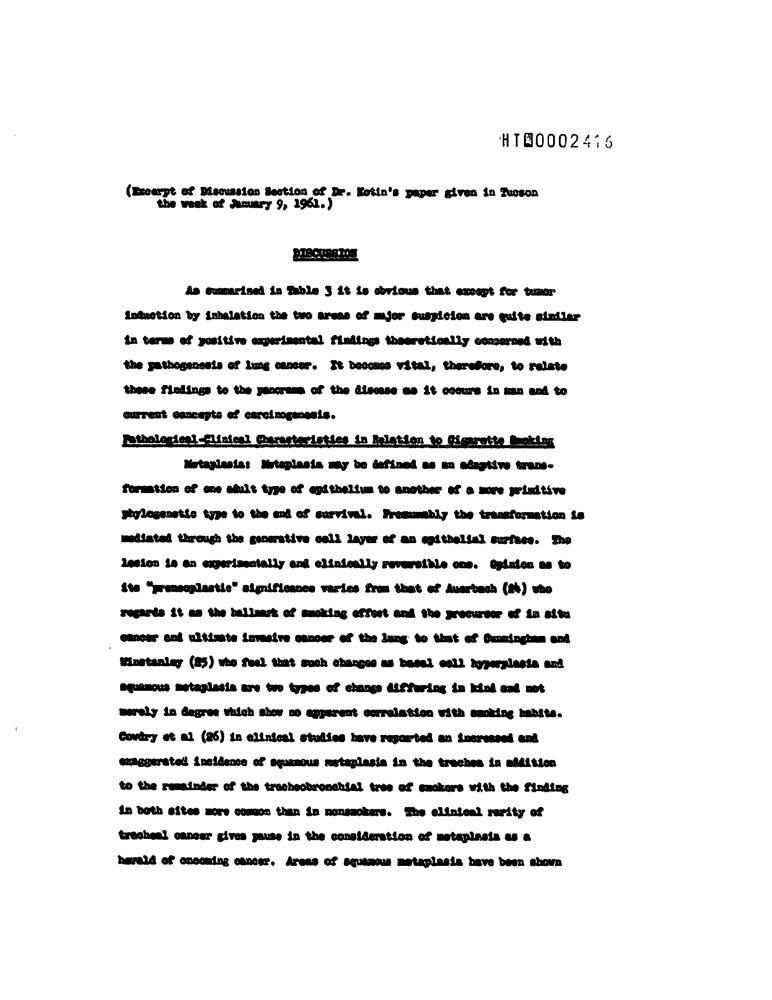 HT 0002416
(Excerpt of Discussion Section of Dr. Kotin's paper given in Tucson
the week of January 9, 1961.)
DISCUSSION
As summarized in Table 3 it is obvious that except for tumor
induction by inhalation the two areas of major suspicion are quite similar
in terms of positive experimental findings theoretically concerned with
the pathogenesis of lung cancer. It becomes vital, therefore, to relate
these findings to the panorama of the disease as it occurs in man and to
current concepts of carcinogenesis.
Pathological-Clinical Characteristics in Relation to Cigarette Smoking
Metaplasia: Metaplasia may be defined as an adaptive trans-
formation of one adult type of epithelium to another of a more primitive
phylogenetic type to the end of survival. Presumably the transformation is
mediated through the generative cell layer of an epithelial surface. The
lesion is an experimentally and clinically reversible one. Opinion as to
its "preneoplastic" significance varies from that of Auerbach (24) who
regards it as the hallmark of smoking effect and the precursor of in situ
cancer and ultimate invasive cancer of the lung to that of Cunningham and
Winstanley (25) who feel that such changes as basal cell hyperplasia and
squamous metaplasia are two types of change differing in kind and not
merely in degree which show no apparent correlation with smoking habits.
Cowdry et al (26) in clinical studies have reported an increased and
exaggerated incidence of squamous metaplasia in the trachea in addition
to the remainder of the tracheobronchial tree of smokers with the finding
in both sites more common than in nonsmokers. The clinical rarity of
tracheal cancer gives pause in the consideration of metaplasia as a
herald of oncoming cancer. Areas of squamous metaplasia have been shown